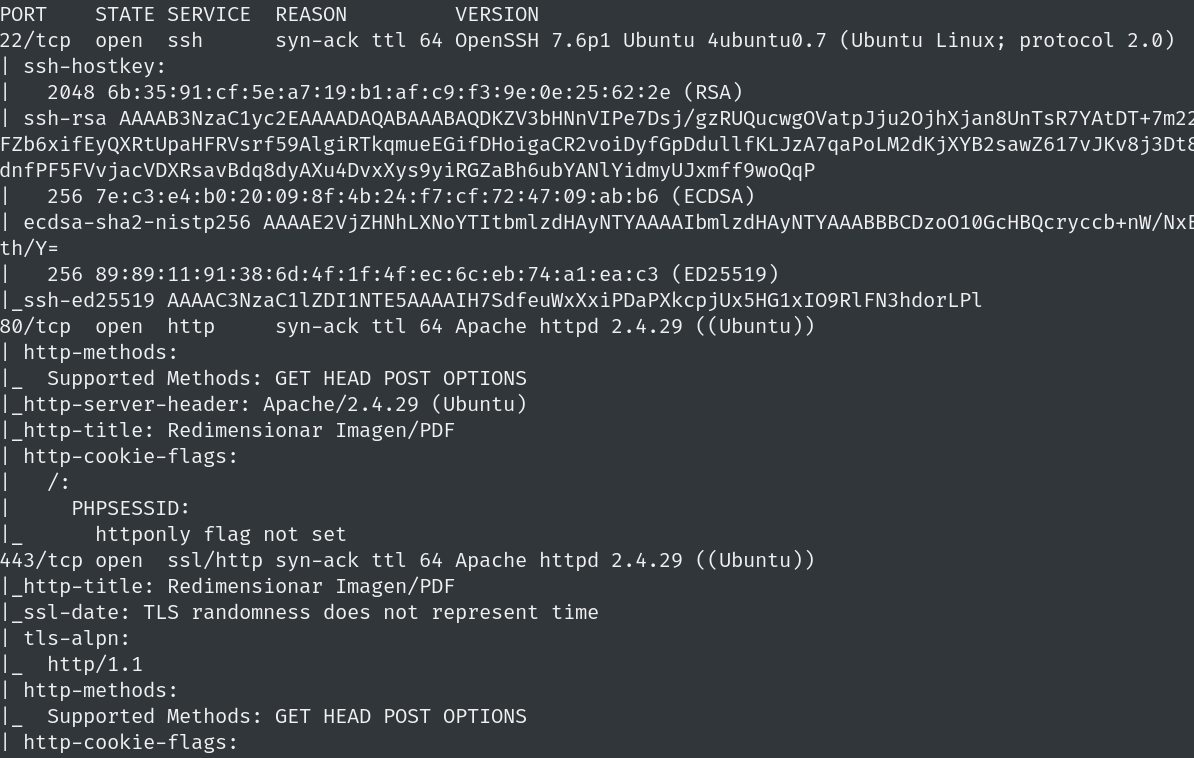 PORT    STATE SERVICE  REASON         VERSION
22/tcp  open  ssh      syn-ack ttl 64 OpenSSH 7.6p1 Ubuntu 4ubuntu0.7 (Ubuntu Linux; protocol 2.0)
| ssh-hostkey:
|   2048 6b:35:91:cf:5e:a7:19:b1:af:c9:f3:9e:0e:25:62:2e (RSA)
| ssh-rsa AAAAB3NzaC1yc2EAAAADAQABAAABAQDKZV3bHNnVIPe7Dsj/gzRUQucwgOVatpJju2OjhXjan8UnTsR7YAtDT+7m22
FZb6xifEyQXRtUpaHFRVsrf59AlgiRTkqmueEGifDHoigaCR2voiDyfGpDdullfKLJzA7qaPoLM2dKjXYB2sawZ617vJKv8j3Dt8
dnfPF5FVvjacVDXRsavBdq8dyAXu4DvxXys9yiRGZaBh6ubYANlYidmyUJxmff9woQqP
|   256 7e:c3:e4:b0:20:09:8f:4b:24:f7:cf:72:47:09:ab:b6 (ECDSA)
| ecdsa-sha2-nistp256 AAAAE2VjZHNhLXNoYTItbmlzdHAyNTYAAAAIbmlzdHAyNTYAAABBBCDzoO10GcHBQcryccb+nW/NxE
th/Y=
|   256 89:89:11:91:38:6d:4f:1f:4f:ec:6c:eb:74:a1:ea:c3 (ED25519)
|_ssh-ed25519 AAAAC3NzaC1lZDI1NTE5AAAAIH7SdfeuWxXxiPDaPXkcpjUx5HG1xIO9RlFN3hdorLPl
80/tcp  open  http     syn-ack ttl 64 Apache httpd 2.4.29 ((Ubuntu))
| http-methods:
|_  Supported Methods: GET HEAD POST OPTIONS
|_http-server-header: Apache/2.4.29 (Ubuntu)
|_http-title: Redimensionar Imagen/PDF
| http-cookie-flags:
|   /:
|     PHPSESSID:
|_      httponly flag not set
443/tcp open  ssl/http syn-ack ttl 64 Apache httpd 2.4.29 ((Ubuntu))
|_http-title: Redimensionar Imagen/PDF
|_ssl-date: TLS randomness does not represent time
| tls-alpn:
|_  http/1.1
| http-methods:
|_  Supported Methods: GET HEAD POST OPTIONS
| http-cookie-flags: